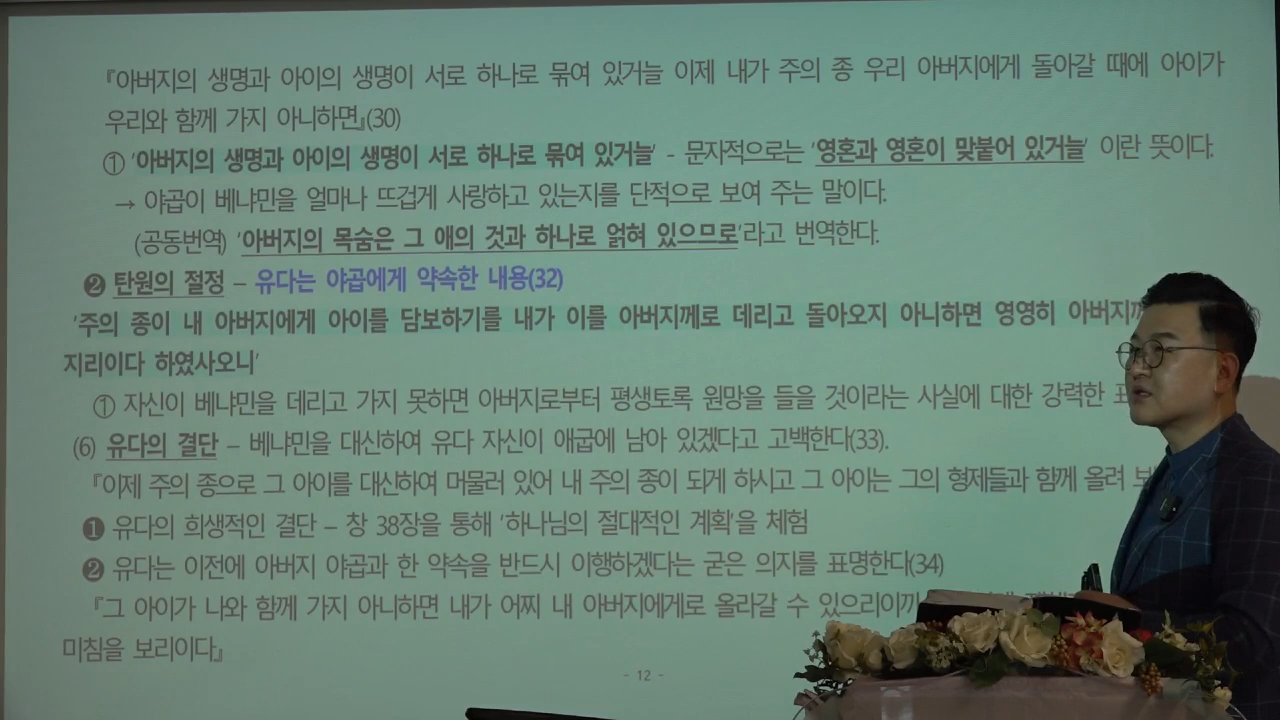 『아버지의 생명과 아이의 생명이 서로 하나로 묶여 있거늘 이제 내가 주의 종 우리 아버지에게 돌아갈 때에 아이가
우리와 함께 가지 아니하면』(30)
① '아버지의 생명과 아이의 생명이 서로 하나로 묶여 있거늘' - 문자적으로는 '영혼과 영혼이 맞붙어 있거늘' 이란 뜻이다.
→ 야곱이 베냐민을 얼마나 뜨겁게 사랑하고 있는지를 단적으로 보여 주는 말이다.
(공동번역) '아버지의 목숨은 그 애의 것과 하나로 얽혀 있으므로'라고 번역한다.
❷ 탄원의 절정 – 유다는 야곱에게 약속한 내용(32)
'주의 종이 내 아버지에게 아이를 담보하기를 내가 이를 아버지께로 데리고 돌아오지 아니하면 영영히
지리이다 하였사오니'
① 자신이 베냐민을 데리고 가지 못하면 아버지로부터 평생토록 원망을 들을 것이라는 사실에 대한 강력한
(6) 유다의 결단 – 베냐민을 대신하여 유다 자신이 애굽에 남아 있겠다고 고백한다(33).
『이제 주의 종으로 그 아이를 대신하여 머물러 있어 내 주의 종이 되게 하시고 그 아이는 그의 형제들과 함께 올려
❶ 유다의 희생적인 결단 – 창 38장을 통해 '하나님의 절대적인 계획'을 체험
❷ 유다는 이전에 아버지 야곱과 한 약속을 반드시 이행하겠다는 굳은 의지를 표명한다(34)
『그 아이가 나와 함께 가지 아니하면 내가 어찌 내 아버지에게로 올라갈 수 있으리이까
미침을 보리이다』
- 12 -